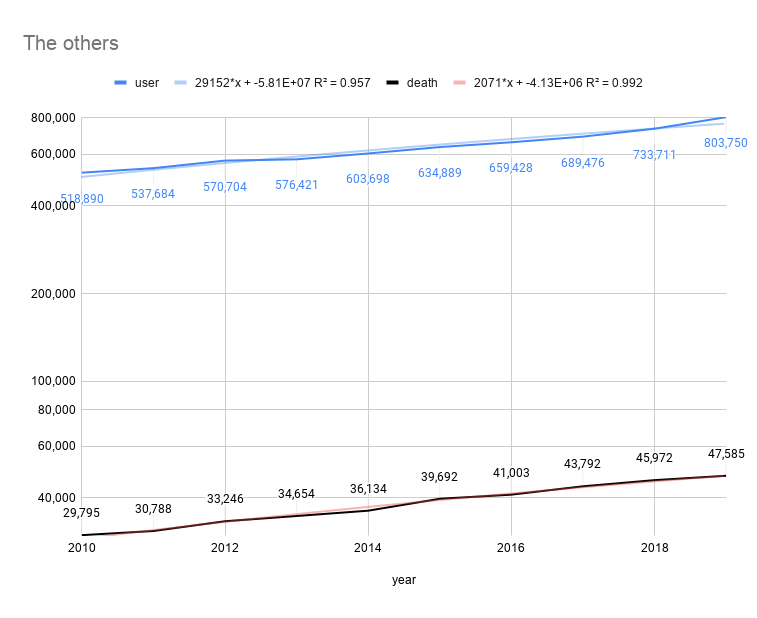 The others
user 29152*x + -5.81E+07 R² = 0.957 death 2071*x + -4.13E+06 R² = 0.992
800,000
600,000
400,000
200,000
100,000
80,000
60,000
40,000
518,890 537,684 570,704 576,421 603,698 634,889 659,428 689,476 733,711 803,750
29,795 30,788 33,246 34,654 36,134 39,692 41,003 43,792 45,972 47,585
2010 2012 2014 2016 2018
year